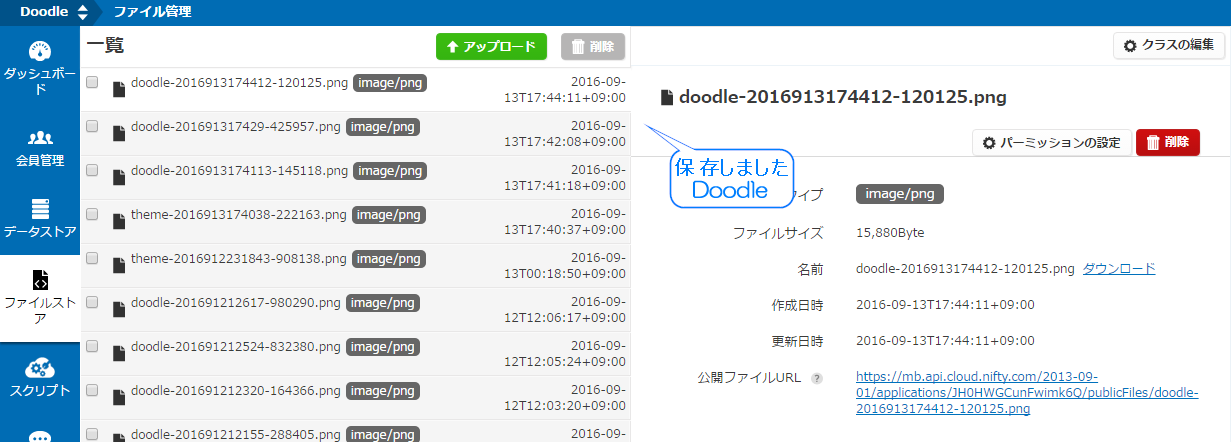 Doodle
ファイル管理
ダッシュボー
ド
会員管理
データストア
ファイルスト
ア
スクリプト
一覧
アップロード
削除
doodle-2016913174412-120125.png image/png
2016-09-
13T17:44:11+09:00
doodle-201691317429-425957.png image/png
2016-09-
13T17:42:08+09:00
doodle-2016913174113-145118.png image/png
2016-09-
13T17:41:18+09:00
theme-2016913174038-222163.png image/png
2016-09-
13T17:40:37+09:00
theme-2016912231843-908138.png image/png
2016-09-
13T00:18:50+09:00
doodle-201691212617-980290.png image/png
2016-09-
12T12:06:17+09:00
doodle-201691212524-832380.png image/png
2016-09-
12T12:05:24+09:00
doodle-201691212320-164366.png image/png
2016-09-
12T12:03:20+09:00
doodle-201691212155-288405.png image/png
2016-09-
クラスの編集
doodle-2016913174412-120125.png
パーミッションの設定
削除
保存しました
Doodle
イプ image/png
ファイルサイズ 15,880Byte
名前 doodle-2016913174412-120125.png ダウンロード
作成日時 2016-09-13T17:44:11+09:00
更新日時 2016-09-13T17:44:11+09:00
公開ファイルURL ? https://mb.api.cloud.nifty.com/2013-09-
01/applications/JH0HWGCunFwimk6Q/publicFiles/doodle-
2016913174412-120125.png